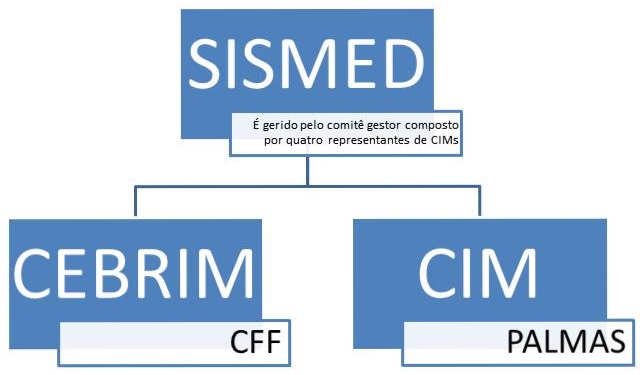 SISMED
É gerido pelo comitê gestor composto
por quatro representantes de CIMs
CEBRIM
CFF
CIM
PALMAS